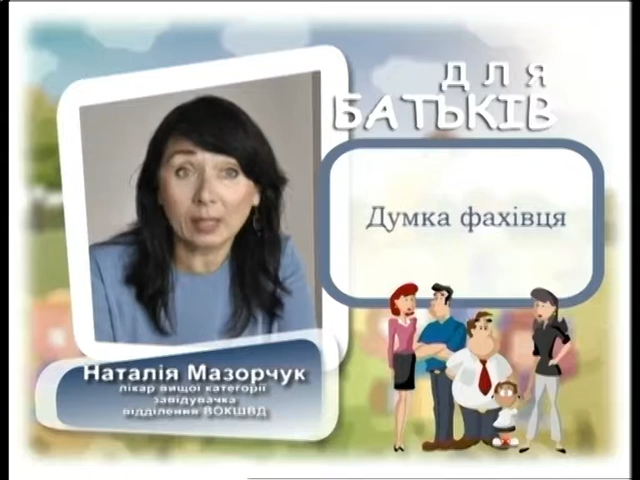 для
БАТЬКІВ
Думка фахівця
Наталія Мазорчук
лікар вищої категорії
завідувачка
відділення ВОКШВД